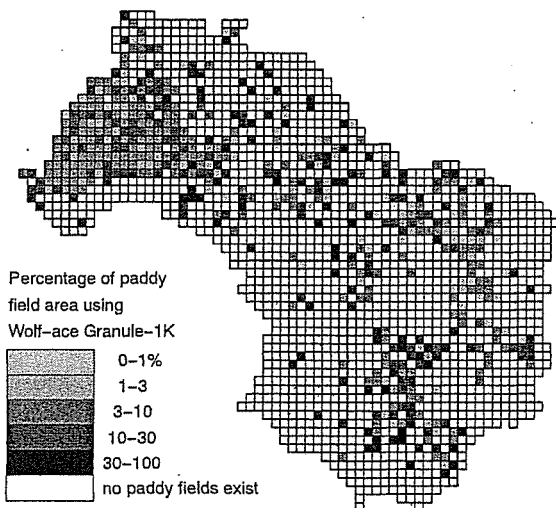 Percentage of paddy
field area using
Wolf-ace Granule-1K
0-1%
1-3
3-10
10-30
30-100
no paddy fields exist